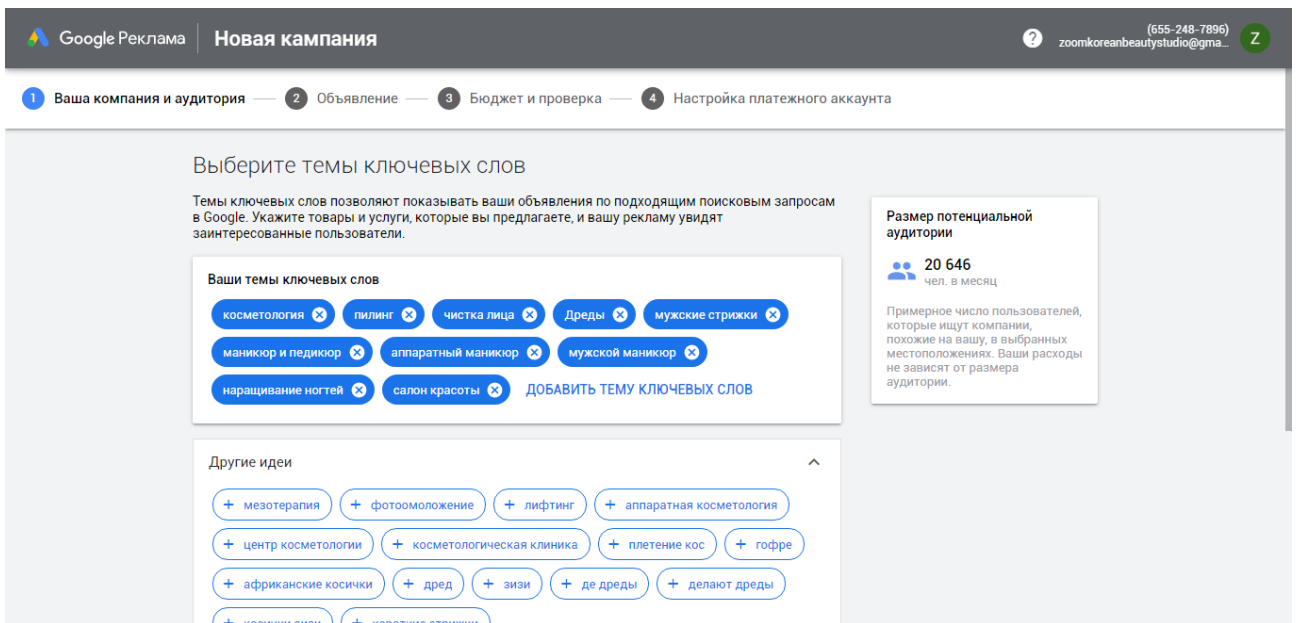 Google Реклама Новая кампания
(655-248-7896)
zoomkoreanbeautystudio@gma...
Z
1 Ваша компания и аудитория 2 Объявление 3 Бюджет и проверка 4 Настройка платежного аккаунта
Выберите темы ключевых слов
Темы ключевых слов позволяют показывать ваши объявления по подходящим поисковым запросам
в Google. Укажите товары и услуги, которые вы предлагаете, и вашу рекламу увидят
заинтересованные пользователи.
Ваши темы ключевых слов
косметология пилинг чистка лица Дреды мужские стрижки
маникюр и педикюр аппаратный маникюр мужской маникюр
наращивание ногтей салон красоты ДОБАВИТЬ ТЕМУ КЛЮЧЕВЫХ СЛОВ
Другие идеи
+ мезотерапия + фотоомоложение + лифтинг + аппаратная косметология
+ центр косметологии + косметологическая клиника + плетение кос + гофре
+ африканские косички + дред + зизи + де дреды + делают дреды
Размер потенциальной
аудитории
20 646
чел. в месяц
Примерное число пользователей,
которые ищут компании,
похожие на вашу, в выбранных
местоположениях. Ваши расходы
не зависят от размера
аудитории.